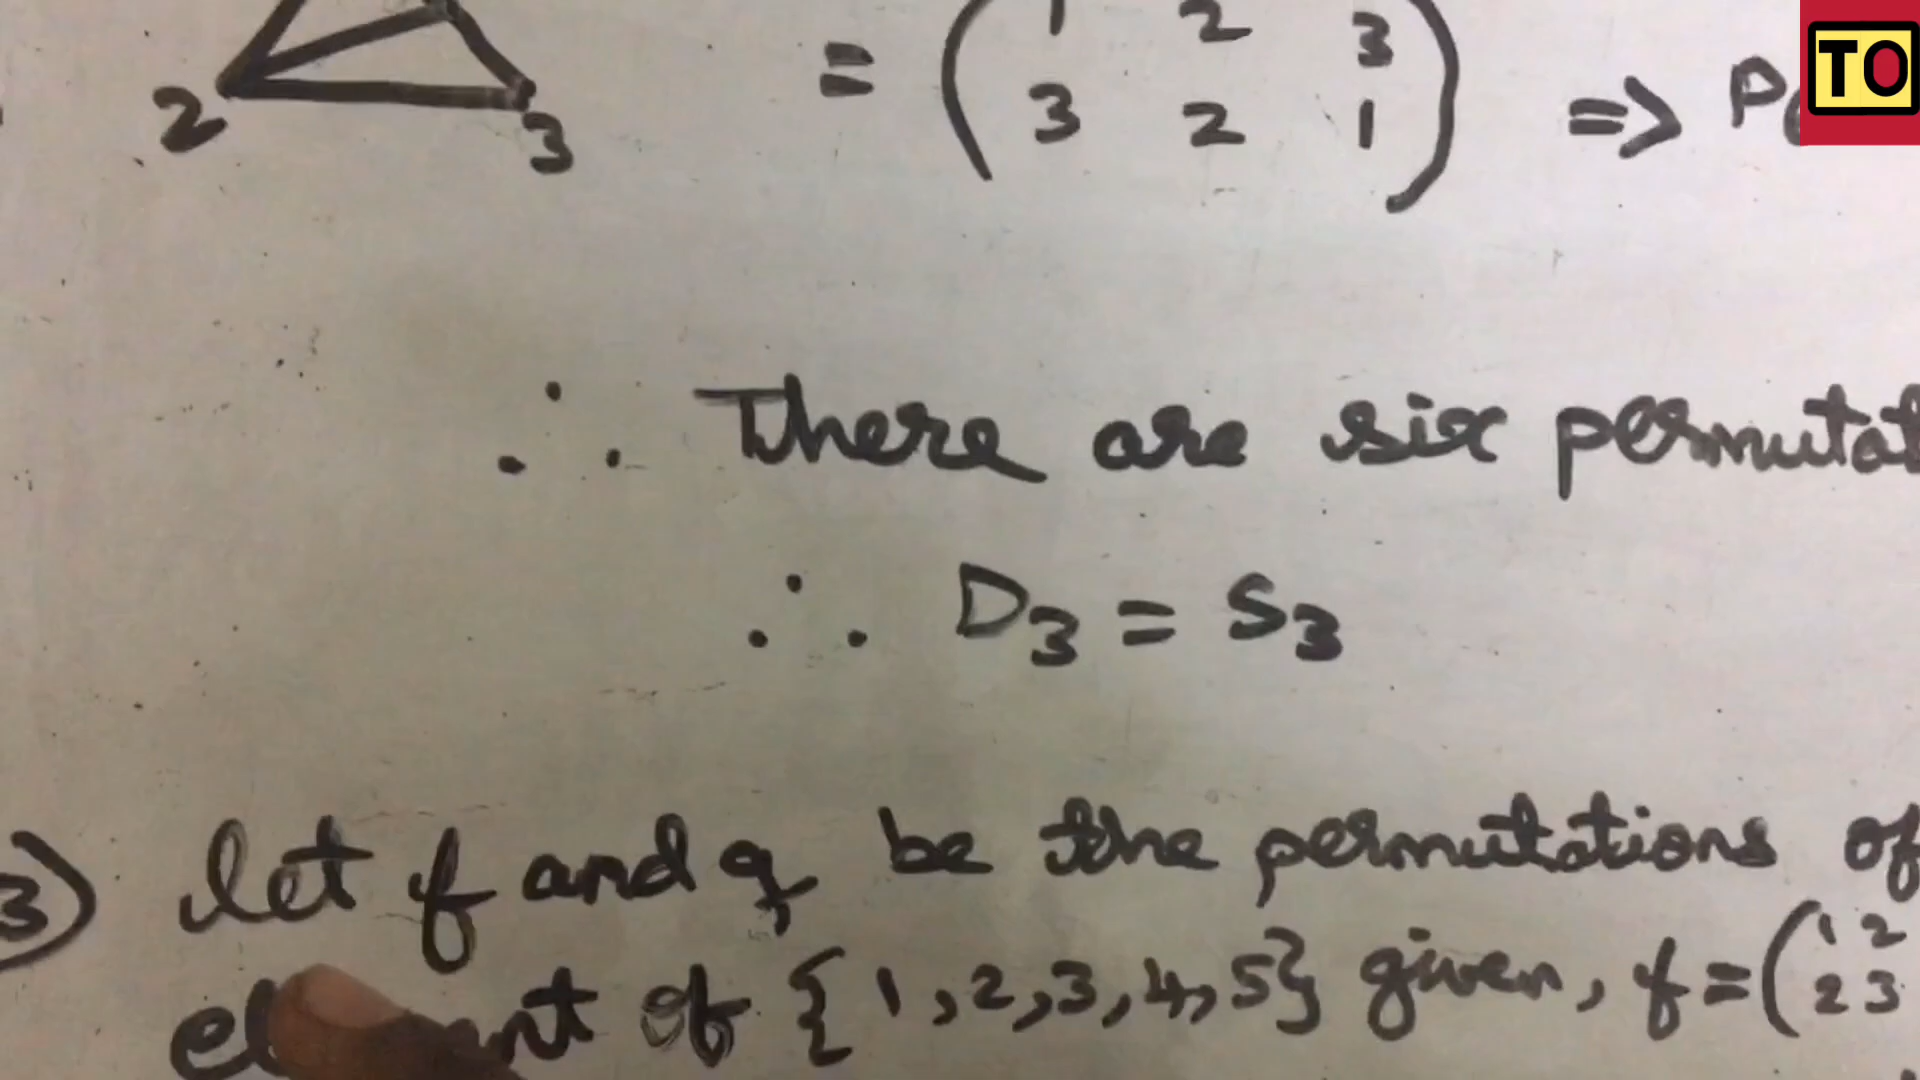 TO
= ( 1 2 3
2 3 3 2 1 ) => P
∴ There are six permutat
∴ D3 = S3
3) let f and g be the permutations of
nt of {1,2,3,4,5} given, f = ( 1 2
2 3